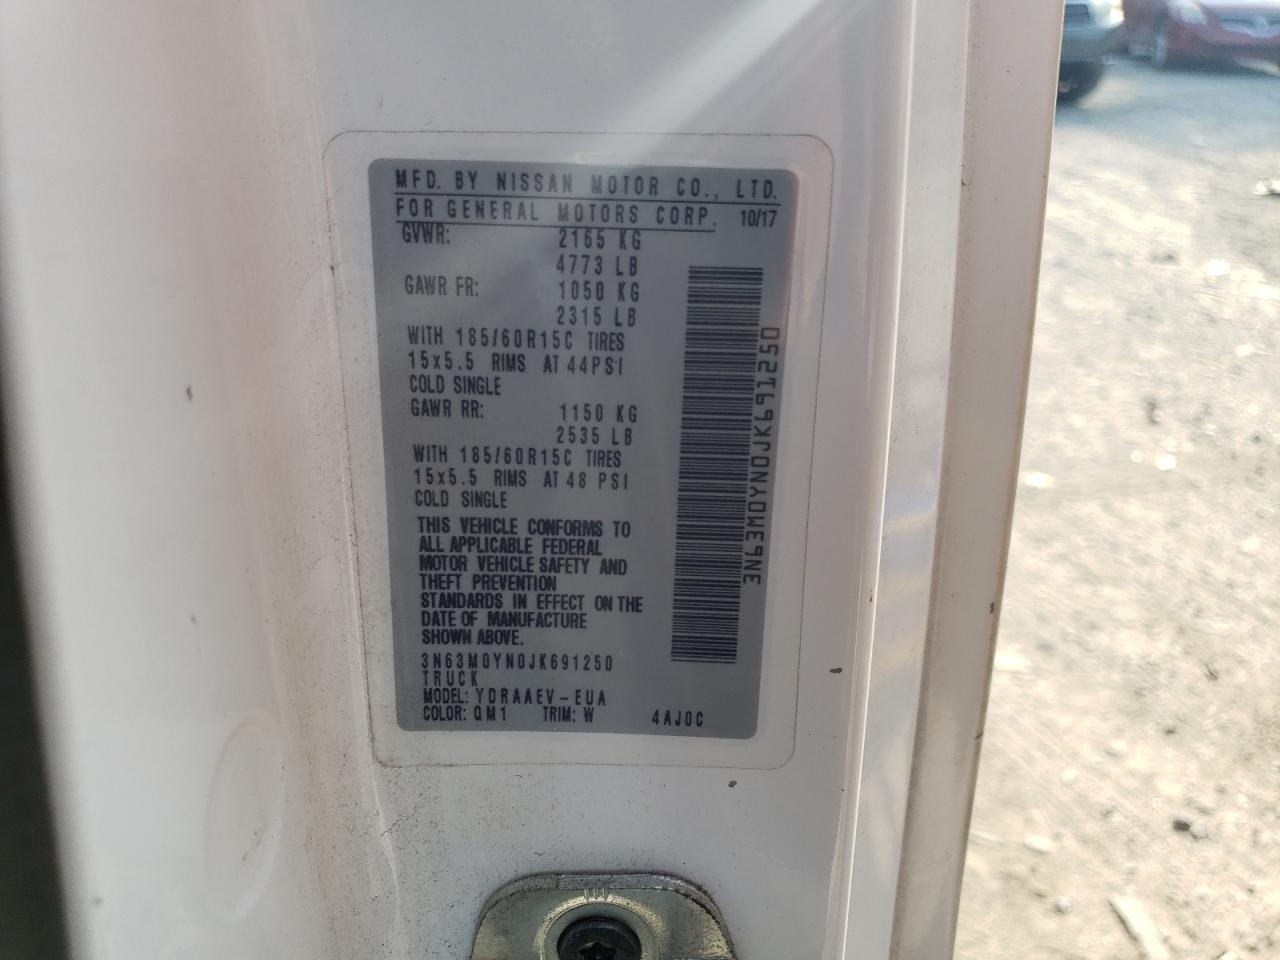 MFD. BY NISSAN MOTOR CO., LTD.
FOR GENERAL MOTORS CORP. 10/17
GVWR: 2165 KG
4773 LB
GAWR FR: 1050 KG
2315 LB
WITH 185/60R15C TIRES
15x5.5 RIMS AT 44PSI
COLD SINGLE
GAWR RR: 1150 KG
2535 LB
WITH 185/60R15C TIRES
15x5.5 RIMS AT 48 PSI
COLD SINGLE
THIS VEHICLE CONFORMS TO
ALL APPLICABLE FEDERAL
MOTOR VEHICLE SAFETY AND
THEFT PREVENTION
STANDARDS IN EFFECT ON THE
DATE OF MANUFACTURE
SHOWN ABOVE.
3N63M0YN0JK691250
TRUCK
MODEL: YDRAAEV-EUA
COLOR: QM1 TRIM: W 4AJ0C
3N63M0YN0JK691250